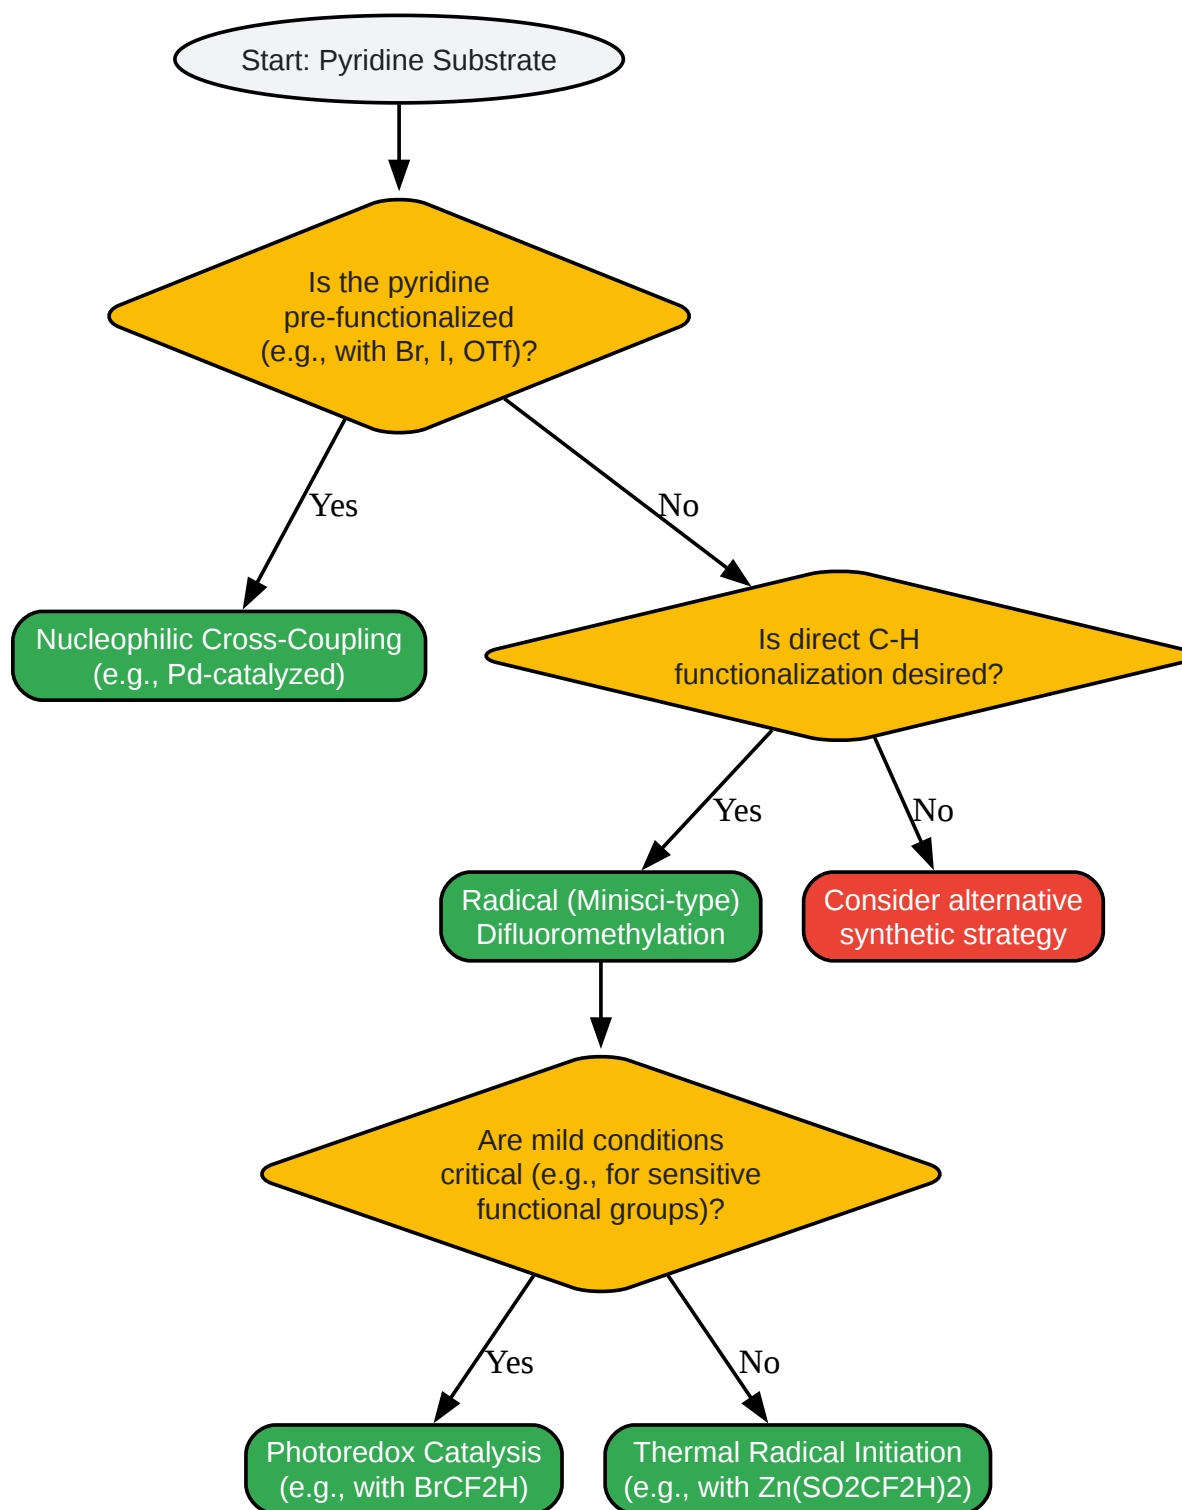 Start: Pyridine Substrate
Is the pyridine
pre-functionalized
(e.g., with Br, I, OTf)?
Yes
No
Nucleophilic Cross-Coupling
(e.g., Pd-catalyzed)
Is direct C-H
functionalization desired?
Yes
No
Radical (Minisci-type)
Difluoromethylation
Consider alternative
synthetic strategy
Are mild conditions
critical (e.g., for sensitive
functional groups)?
Yes
No
Photoredox Catalysis
(e.g., with BrCF2H)
Thermal Radical Initiation
(e.g., with Zn(SO2CF2H)2)